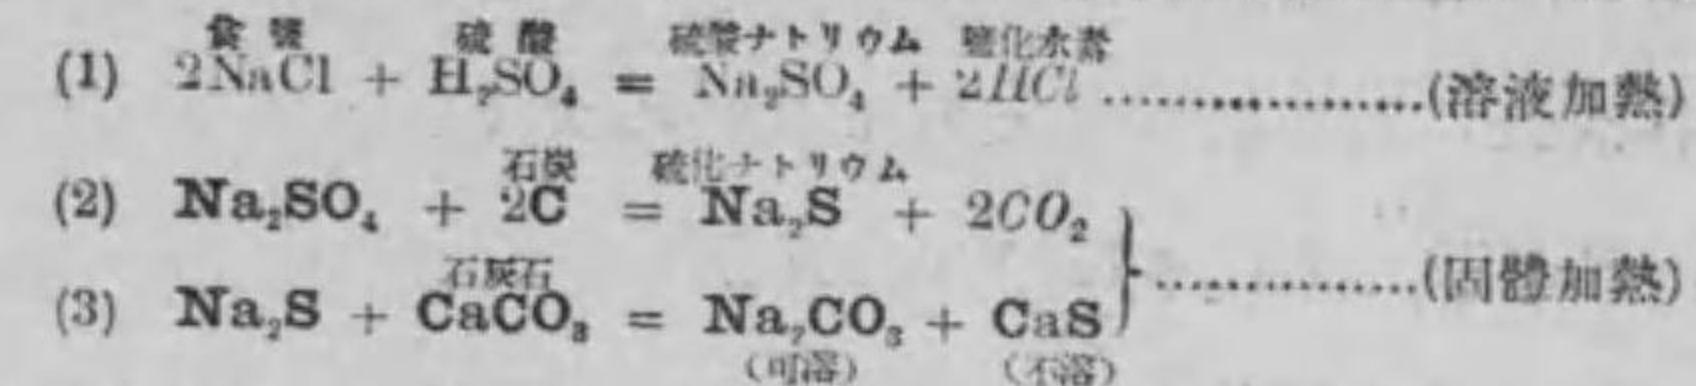 食鹽 硫酸 硫酸ナトリウム 鹽化水素
(1) 2NaCl + H₂SO₄ = Na₂SO₄ + 2HCl ....................(溶液加熱)
石炭 硫化ナトリウム
(2) Na₂SO₄ + 2C = Na₂S + 2CO₂
石灰石
(3) Na₂S + CaCO₃ = Na₂CO₃ + CaS ................(固體加熱)
(可溶) (不溶)